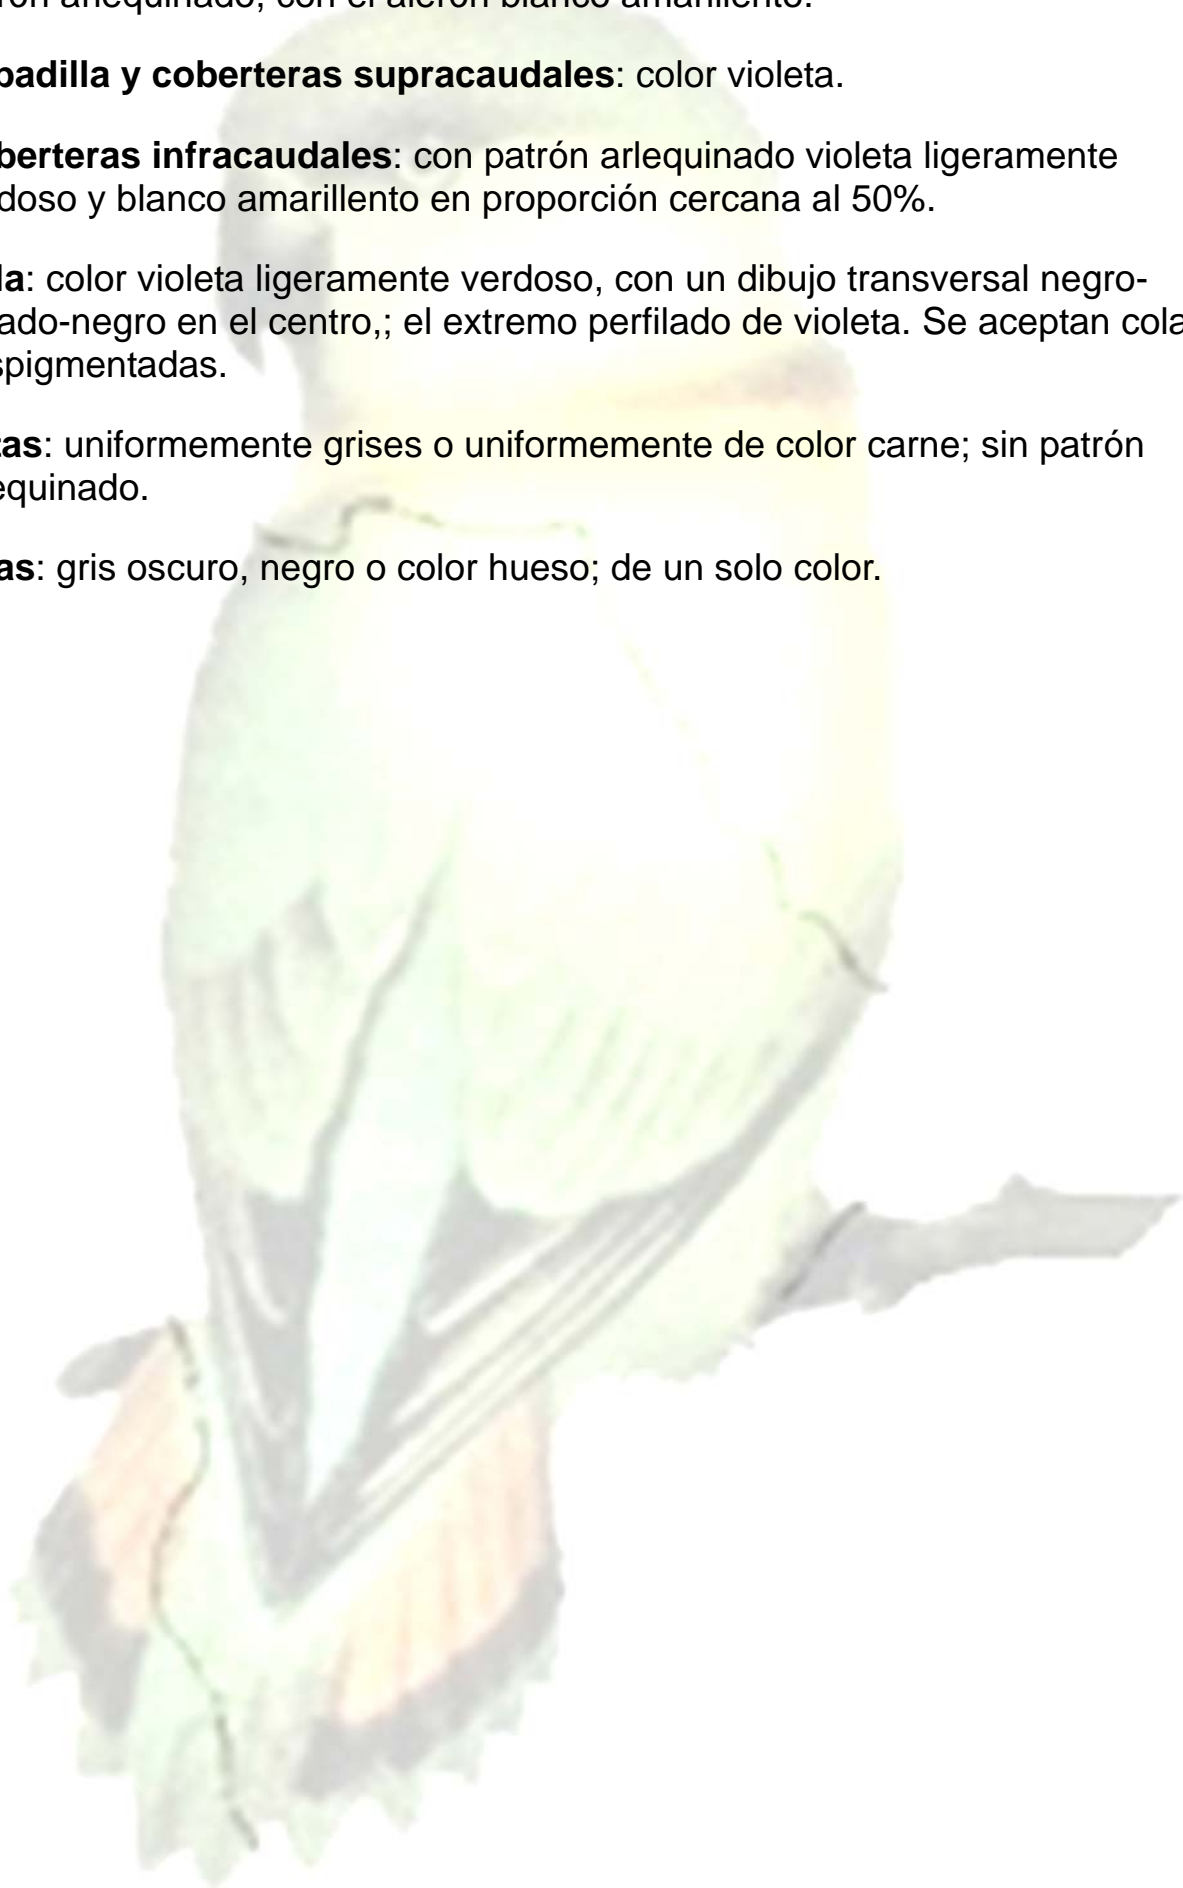 rón arlequinado, con el alerón blanco amarillento.
badilla y coberteras supracaudales: color violeta.
berteras infracaudales: con patrón arlequinado violeta ligeramente
doso y blanco amarillento en proporción cercana al 50%.
la: color violeta ligeramente verdoso, con un dibujo transversal negro-
ado-negro en el centro,; el extremo perfilado de violeta. Se aceptan cola
spigmentadas.
tas: uniformemente grises o uniformemente de color carne; sin patrón
equinado.
as: gris oscuro, negro o color hueso; de un solo color.